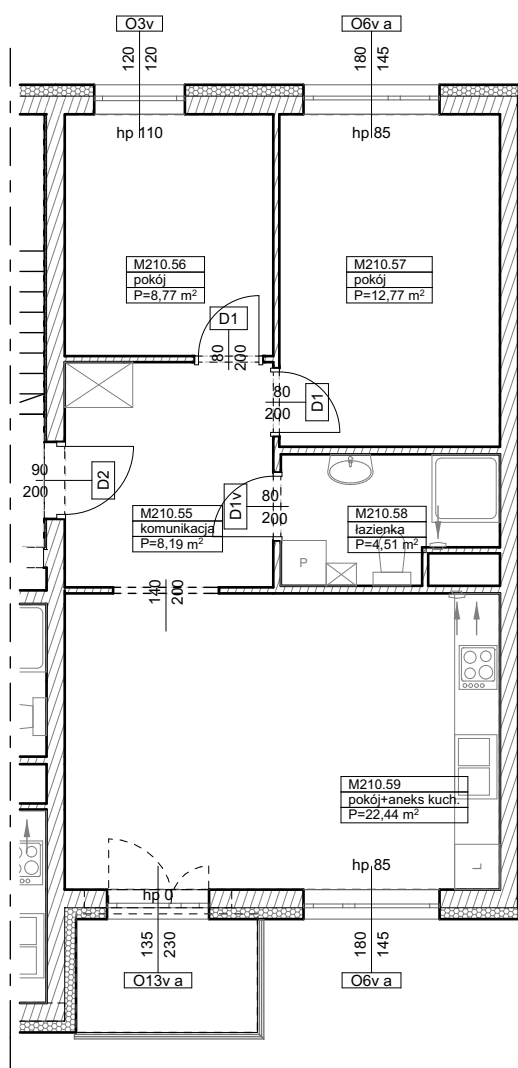 O3v
120
120
hp 110
O6v a
180
145
hp 85
M210.56
pokój
P=8,77 m²
M210.57
pokój
P=12,77 m²
D1
80
200
80
200
D1
90
200
D2
D1v
80
200
M210.55
komunikacja
P=8,19 m²
M210.58
łazienka
P=4,51 m²
P
140
200
M210.59
pokój+aneks kuch.
P=22,44 m²
L
hp 0
hp 85
135
230
O13v a
180
145
O6v a